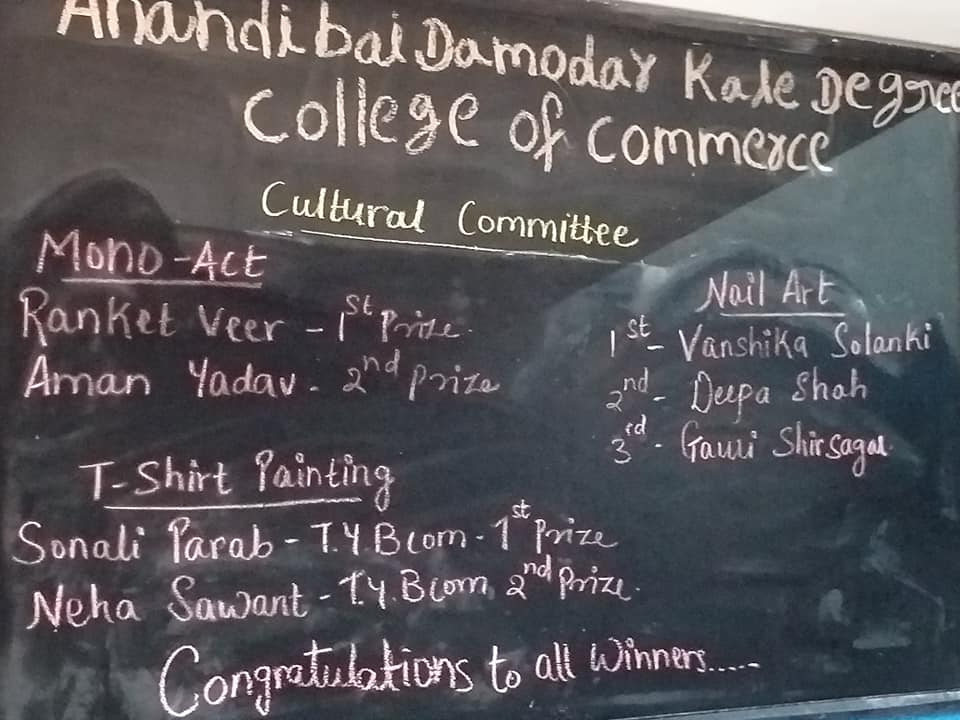 Anandibai Damodar Kale Degree
College of Commerce
Cultural Committee
Mono-Act
Ranket Veer - 1st Prize.
Aman Yadav - 2nd prize
Nail Art
1st - Vanshika Solanki
2nd - Deepa Shah
3rd - Gauri Shirsagar.
T-Shirt Painting
Sonali Parab - T.Y.Bcom - 1st Prize
Neha Sawant - T.y.Bcom, 2nd Prize.
Congratulations to all Winners.....